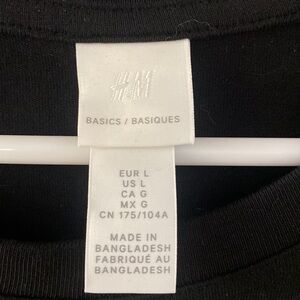 H&M
BASICS / BASIQUES
EUR L
US L
CA G
MX G
CN 175/104A
MADE IN
BANGLADESH
FABRIQUÉ AU
BANGLADESH